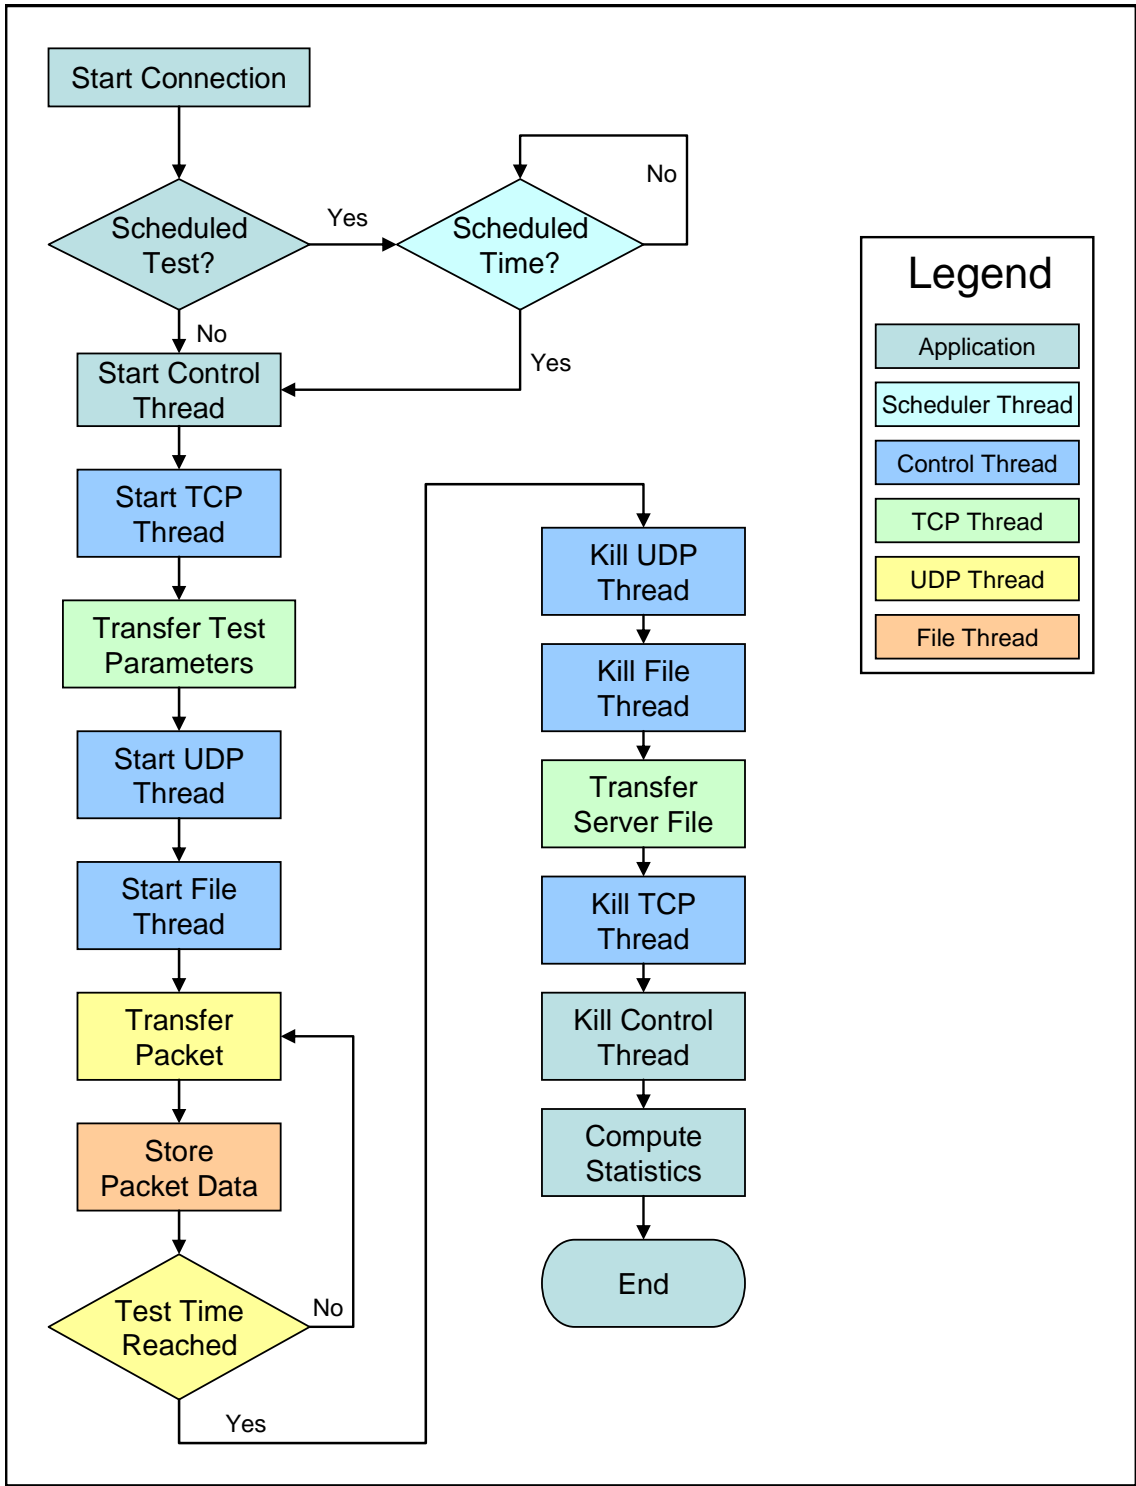 Start Connection
Scheduled
Test?
Yes
Scheduled
Time?
No
No
Yes
Start Control
Thread
Start TCP
Thread
Transfer Test
Parameters
Start UDP
Thread
Start File
Thread
Transfer
Packet
Store
Packet Data
Test Time
Reached
No
Yes
Kill UDP
Thread
Kill File
Thread
Transfer
Server File
Kill TCP
Thread
Kill Control
Thread
Compute
Statistics
End
Legend
Application
Scheduler Thread
Control Thread
TCP Thread
UDP Thread
File Thread